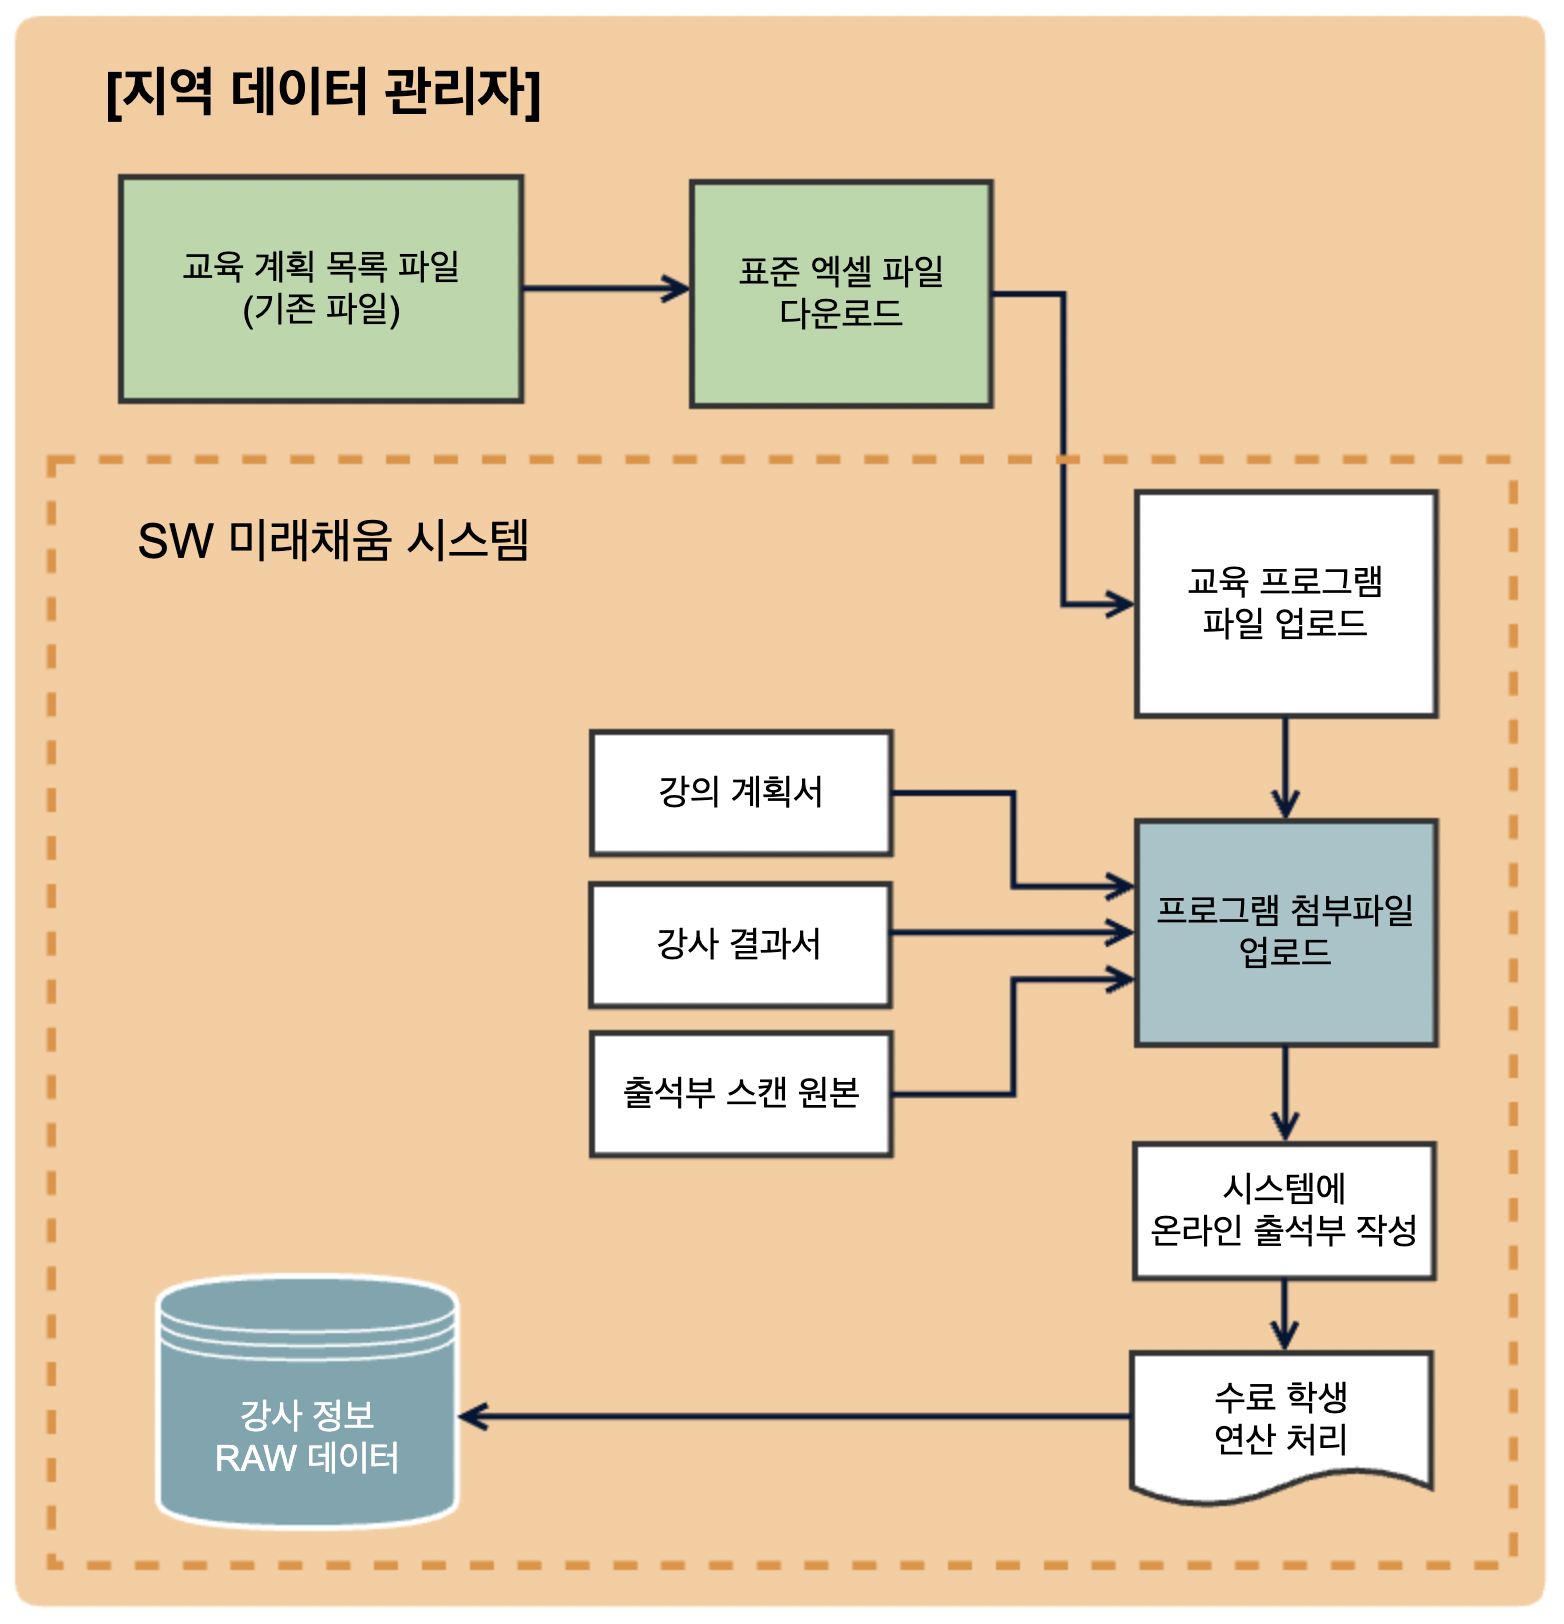 [지역 데이터 관리자]
교육 계획 목록 파일
(기존 파일)
표준 엑셀 파일
다운로드
SW 미래채움 시스템
교육 프로그램
파일 업로드
강의 계획서
강사 결과서
출석부 스캔 원본
프로그램 첨부파일
업로드
시스템에
온라인 출석부 작성
수료 학생
연산 처리
강사 정보
RAW 데이터